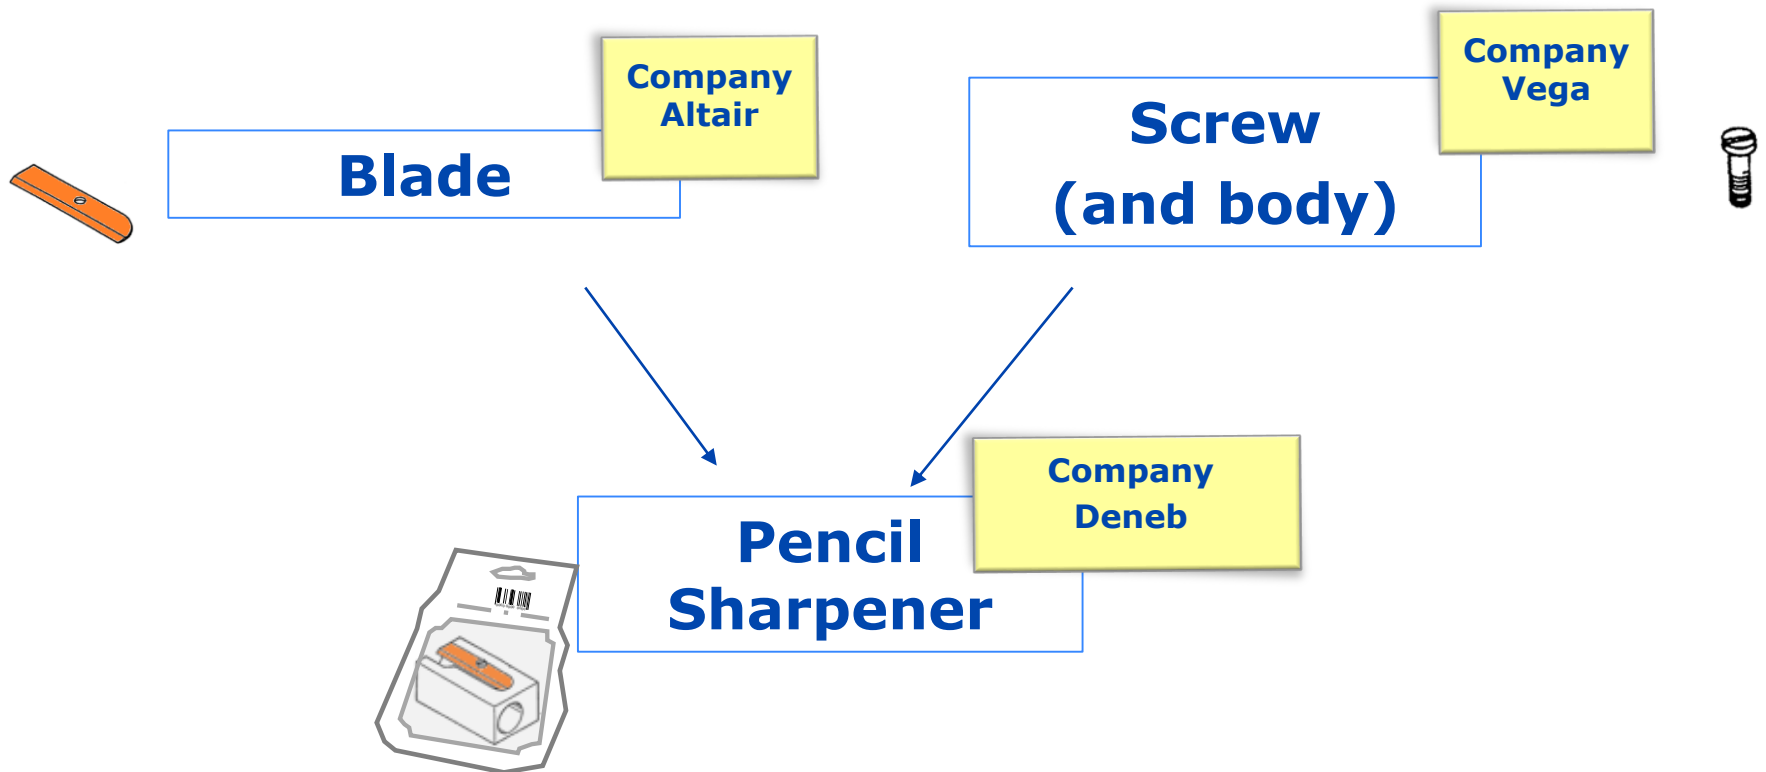 Company
Altair
Blade
Company
Vega
Screw
(and body)
Company
Deneb
Pencil
Sharpener